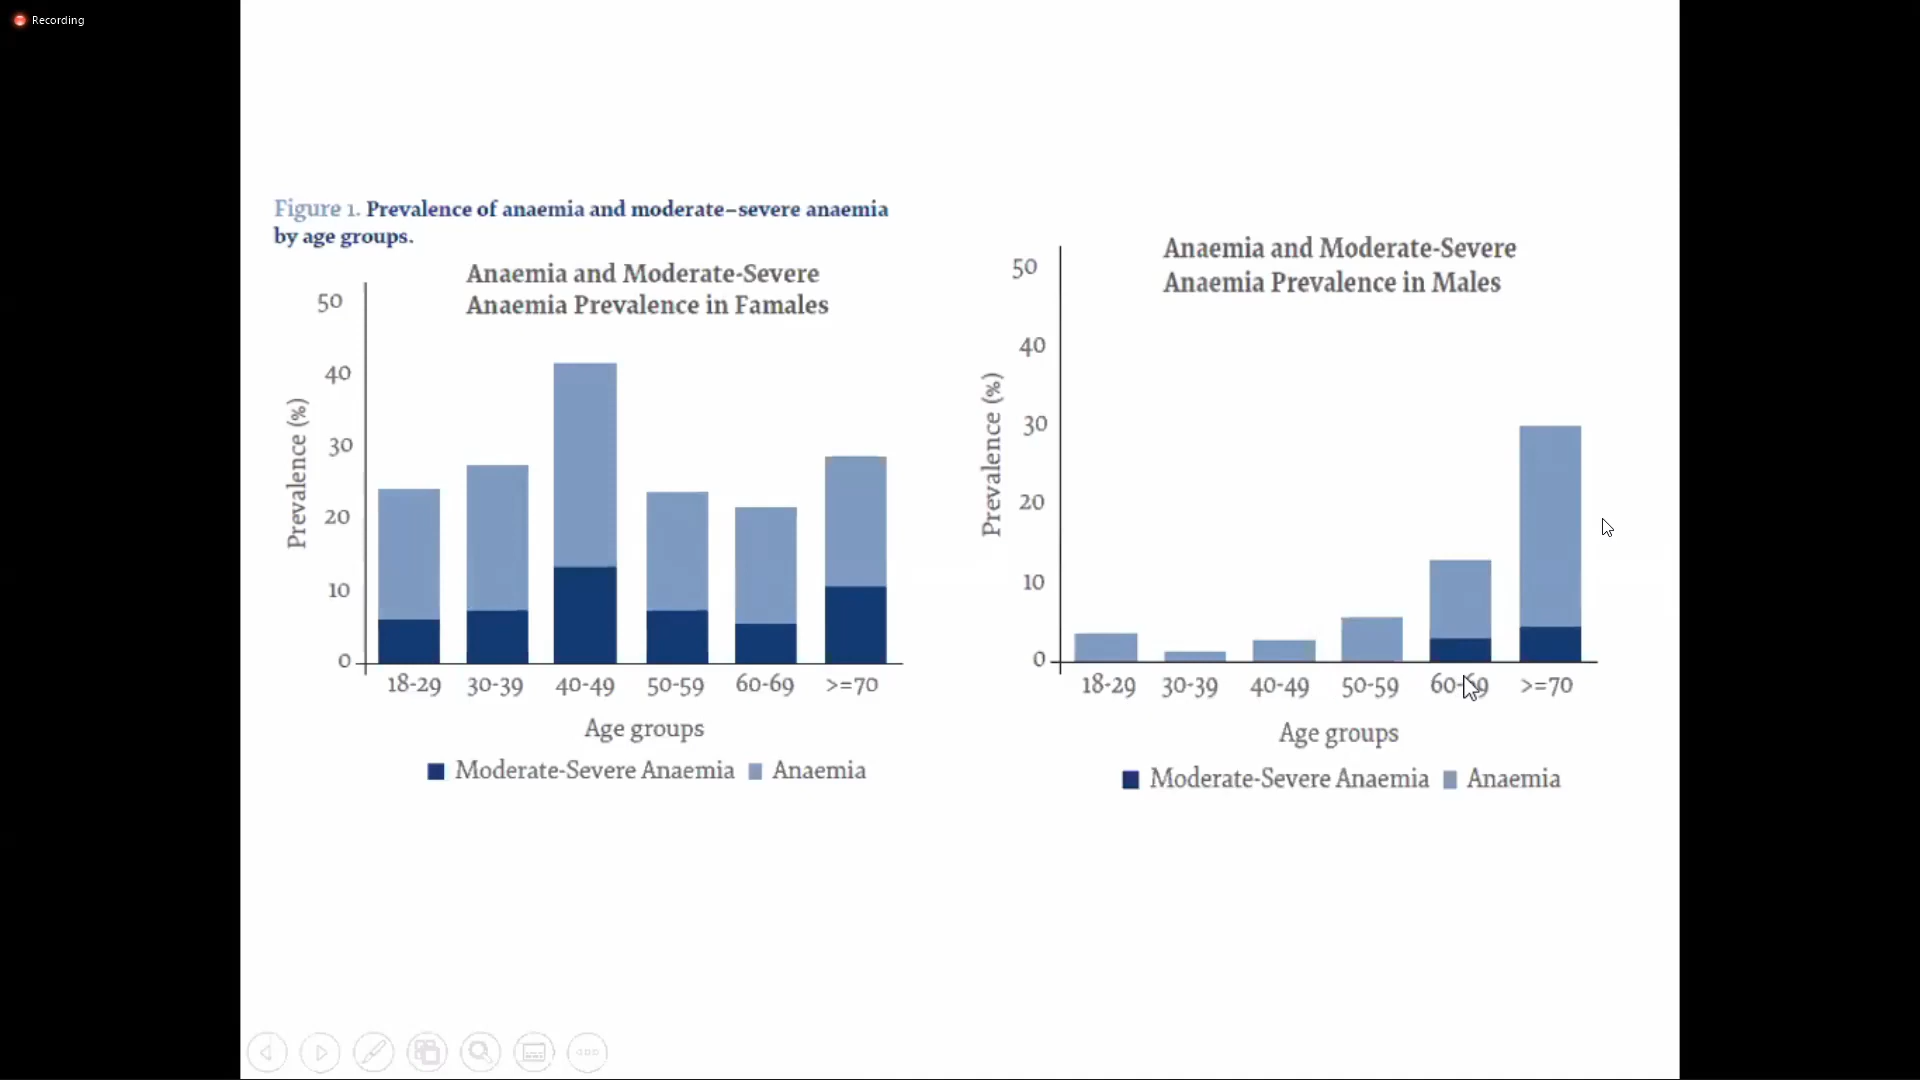 Recording
Figure 1. Prevalence of anaemia and moderate–severe anaemia
by age groups.
Anaemia and Moderate-Severe
Anaemia Prevalence in Famales
50
40
30
20
10
0
Prevalence (%)
18-29 30-39 40-49 50-59 60-69 >=70
Age groups
Moderate-Severe Anaemia Anaemia
Anaemia and Moderate-Severe
Anaemia Prevalence in Males
50
40
30
20
10
0
Prevalence (%)
18-29 30-39 40-49 50-59 60-69 >=70
Age groups
Moderate-Severe Anaemia Anaemia